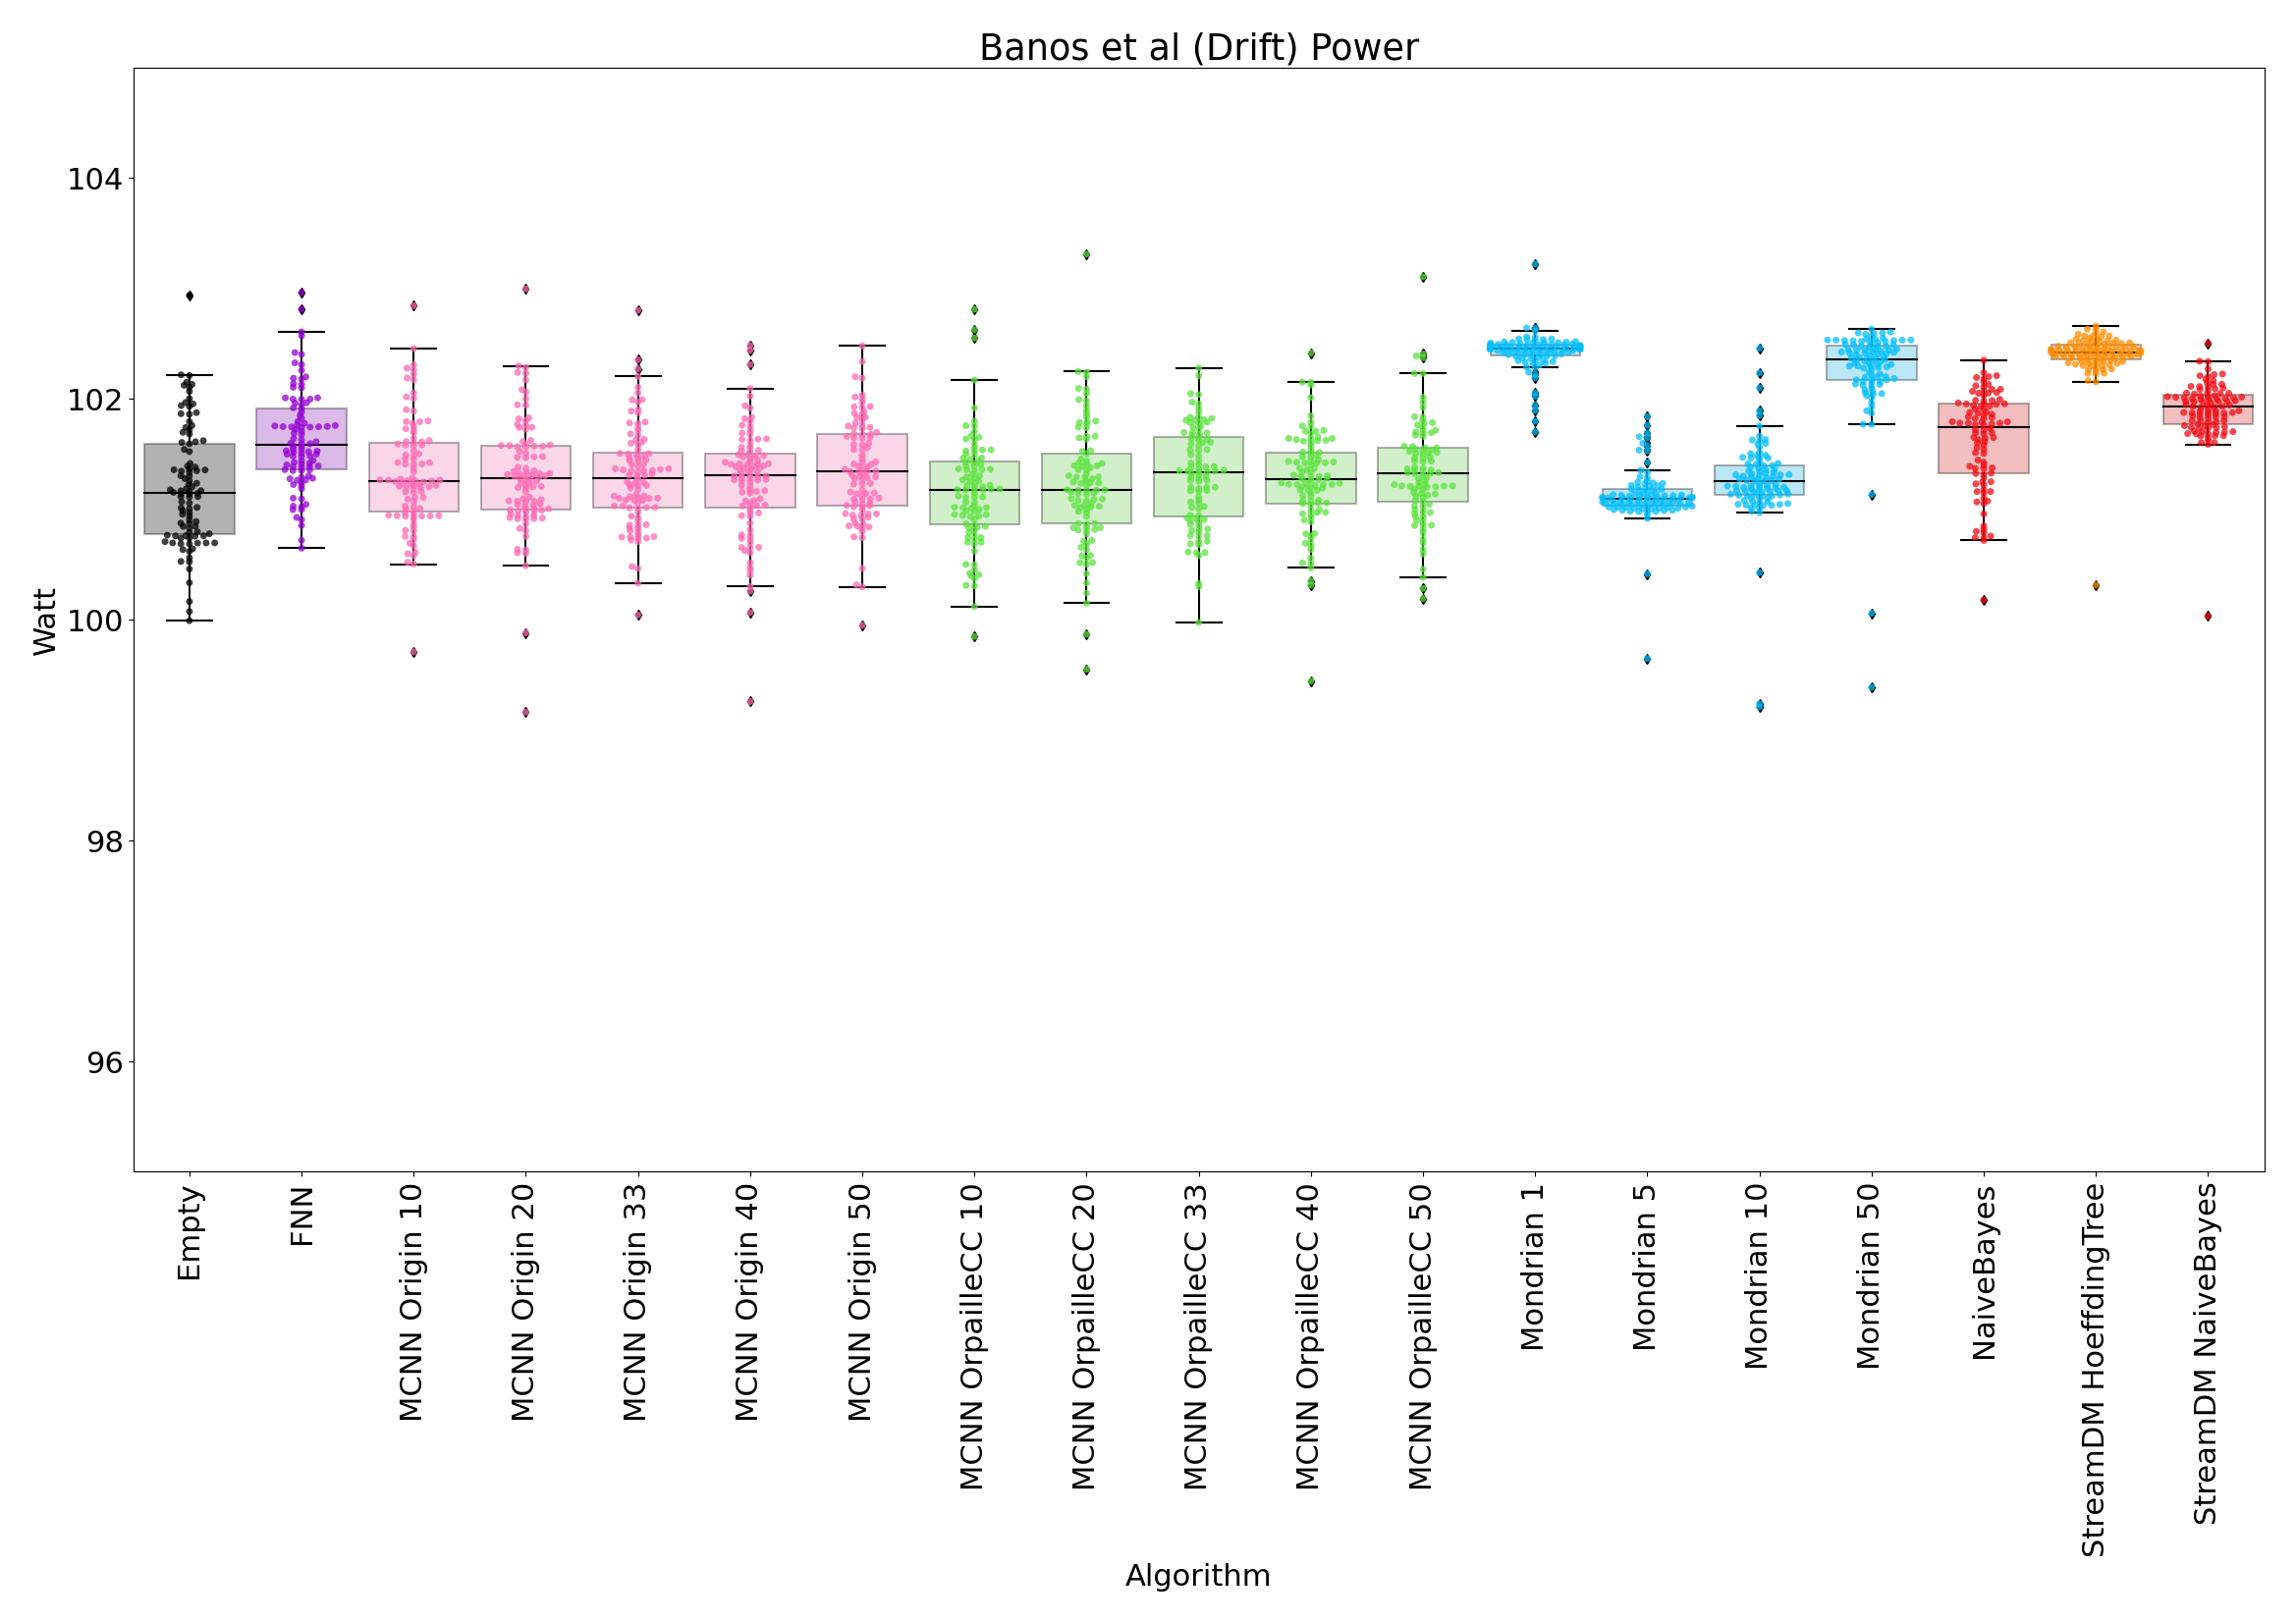 Banos et al (Drift) Power
104
102
100
98
96
Watt
Empty
FNN
MCNN Origin 10
MCNN Origin 20
MCNN Origin 33
MCNN Origin 40
MCNN Origin 50
MCNN OrpailleCC 10
MCNN OrpailleCC 20
MCNN OrpailleCC 33
MCNN OrpailleCC 40
MCNN OrpailleCC 50
Mondrian 1
Mondrian 5
Mondrian 10
Mondrian 50
NaiveBayes
StreamDM HoeffdingTree
StreamDM NaiveBayes
Algorithm